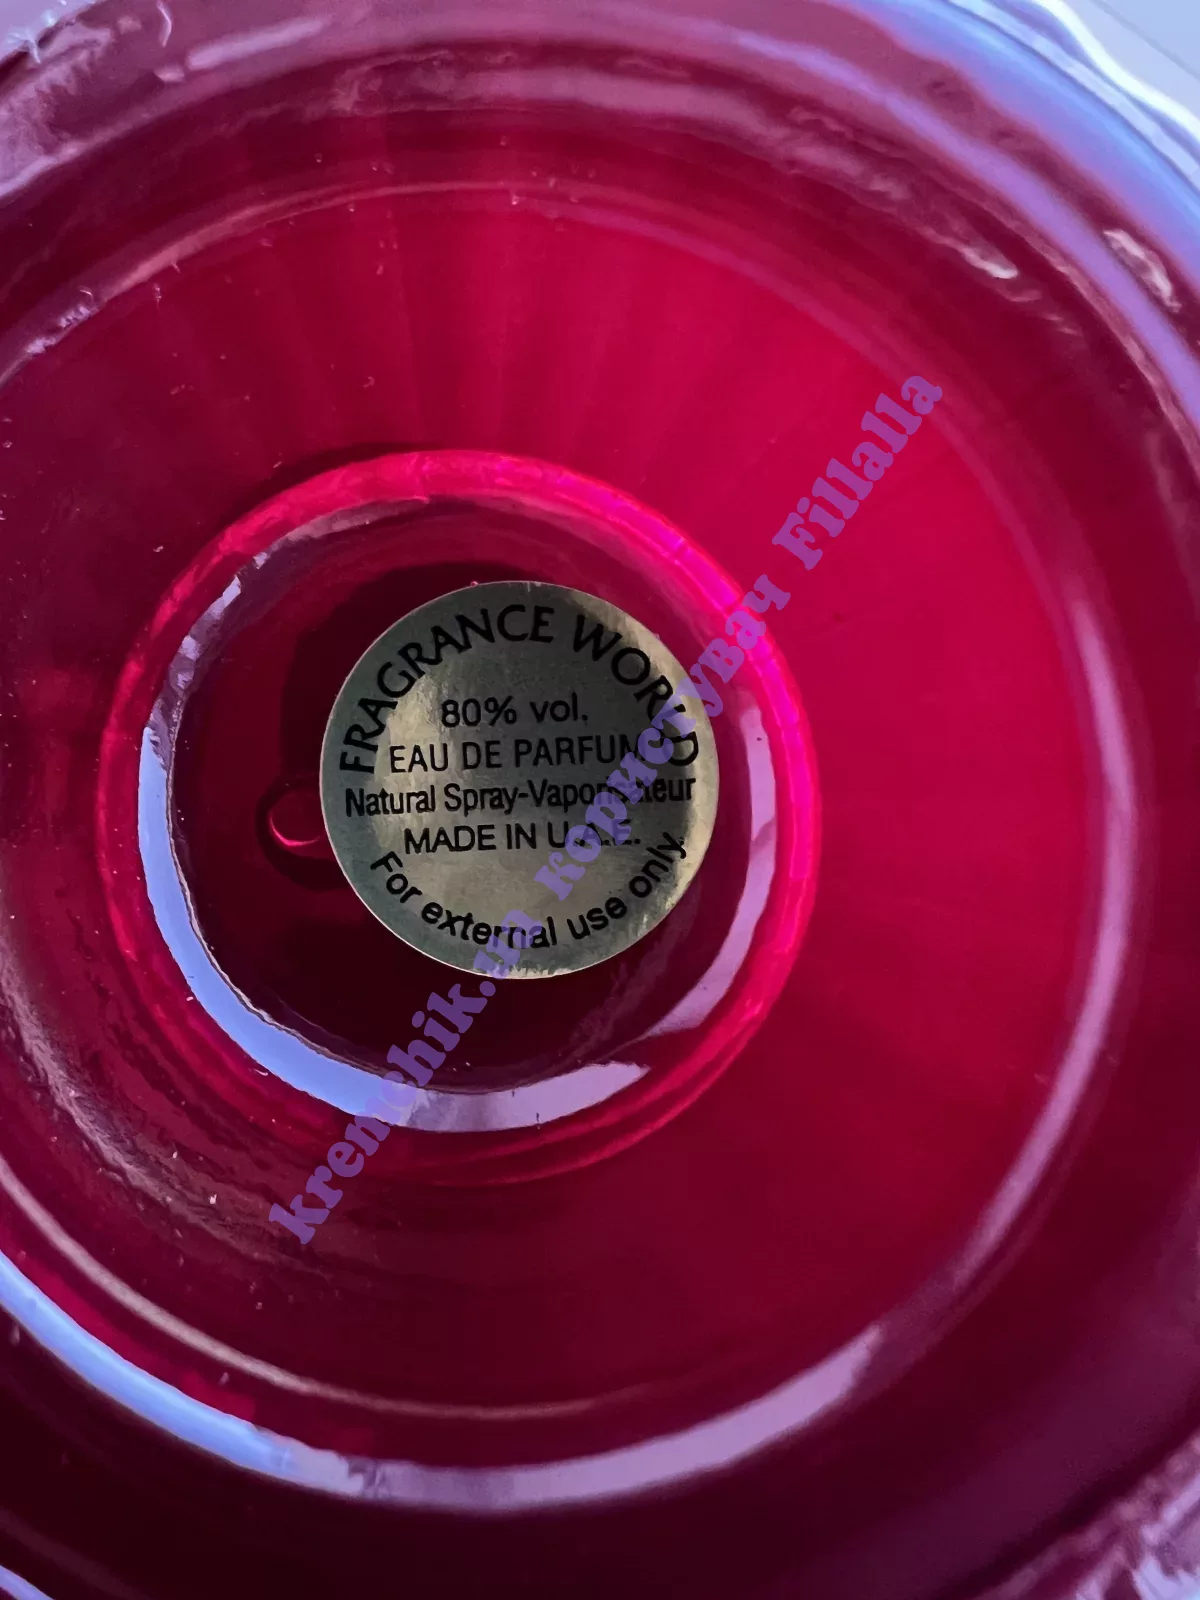 FRAGRANCE WORLD
80% vol.
EAU DE PARFUM
Natural Spray-Vaporisateur
MADE IN U.A.E.
For external use only.
kremchik.ua користувач Fillalla